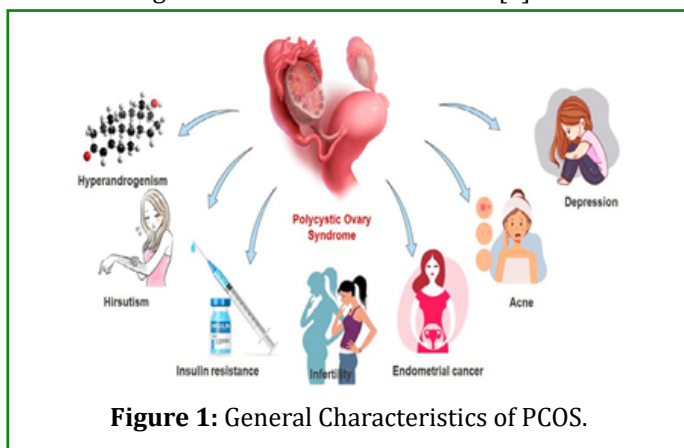 Hyperandrogenism
Depression
Polycystic Ovary
Syndrome
Hirsutism
Acne
Insulin resistance
Infertility
Endometrial cancer
Figure 1: General Characteristics of PCOS.